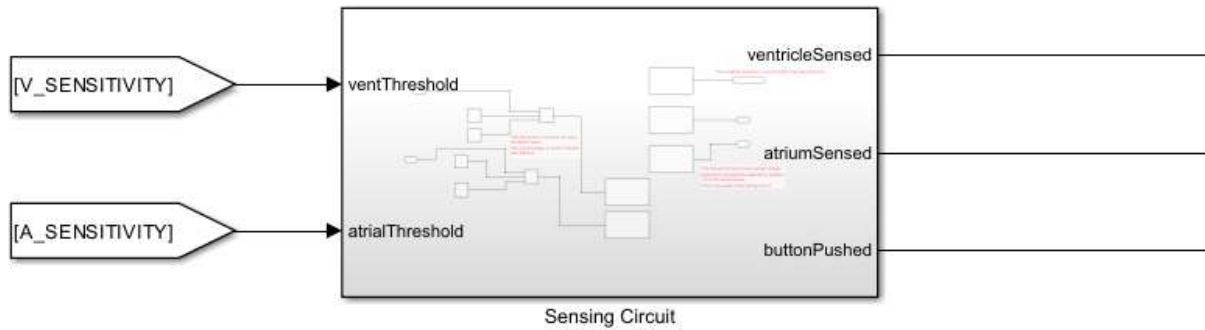 [V_SENSITIVITY]
ventThreshold
ventricleSensed
atriumSensed
[A_SENSITIVITY]
atrialThreshold
buttonPushed
Sensing Circuit